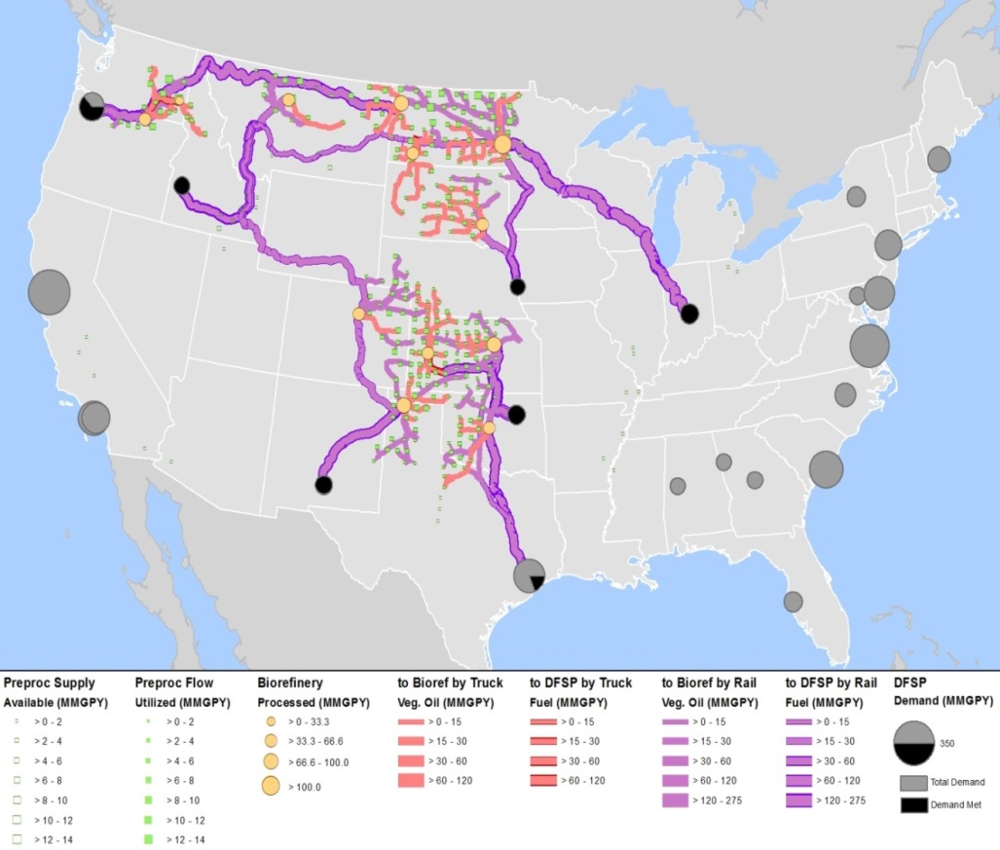 Preproc Supply
Available (MMGPY)
> 0 - 2
> 2 - 4
> 4 - 6
> 6 - 8
> 8 - 10
> 10 - 12
> 12 - 14
Preproc Flow
Utilized (MMGPY)
> 0 - 2
> 2 - 4
> 4 - 6
> 6 - 8
> 8 - 10
> 10 - 12
> 12 - 14
Biorefinery
Processed (MMGPY)
> 0 - 33.3
> 33.3 - 66.6
> 66.6 - 100.0
> 100.0
to Bioref by Truck
Veg. Oil (MMGPY)
> 0 - 15
> 15 - 30
> 30 - 60
> 60 - 120
to DFSP by Truck
Fuel (MMGPY)
> 0 - 15
> 15 - 30
> 30 - 60
> 60 - 120
to Bioref by Rail
Veg. Oil (MMGPY)
> 0 - 15
> 15 - 30
> 30 - 60
> 60 - 120
> 120 - 275
to DFSP by Rail
Fuel (MMGPY)
> 0 - 15
> 15 - 30
> 30 - 60
> 60 - 120
> 120 - 275
DFSP
Demand (MMGPY)
350
Total Demand
Demand Met